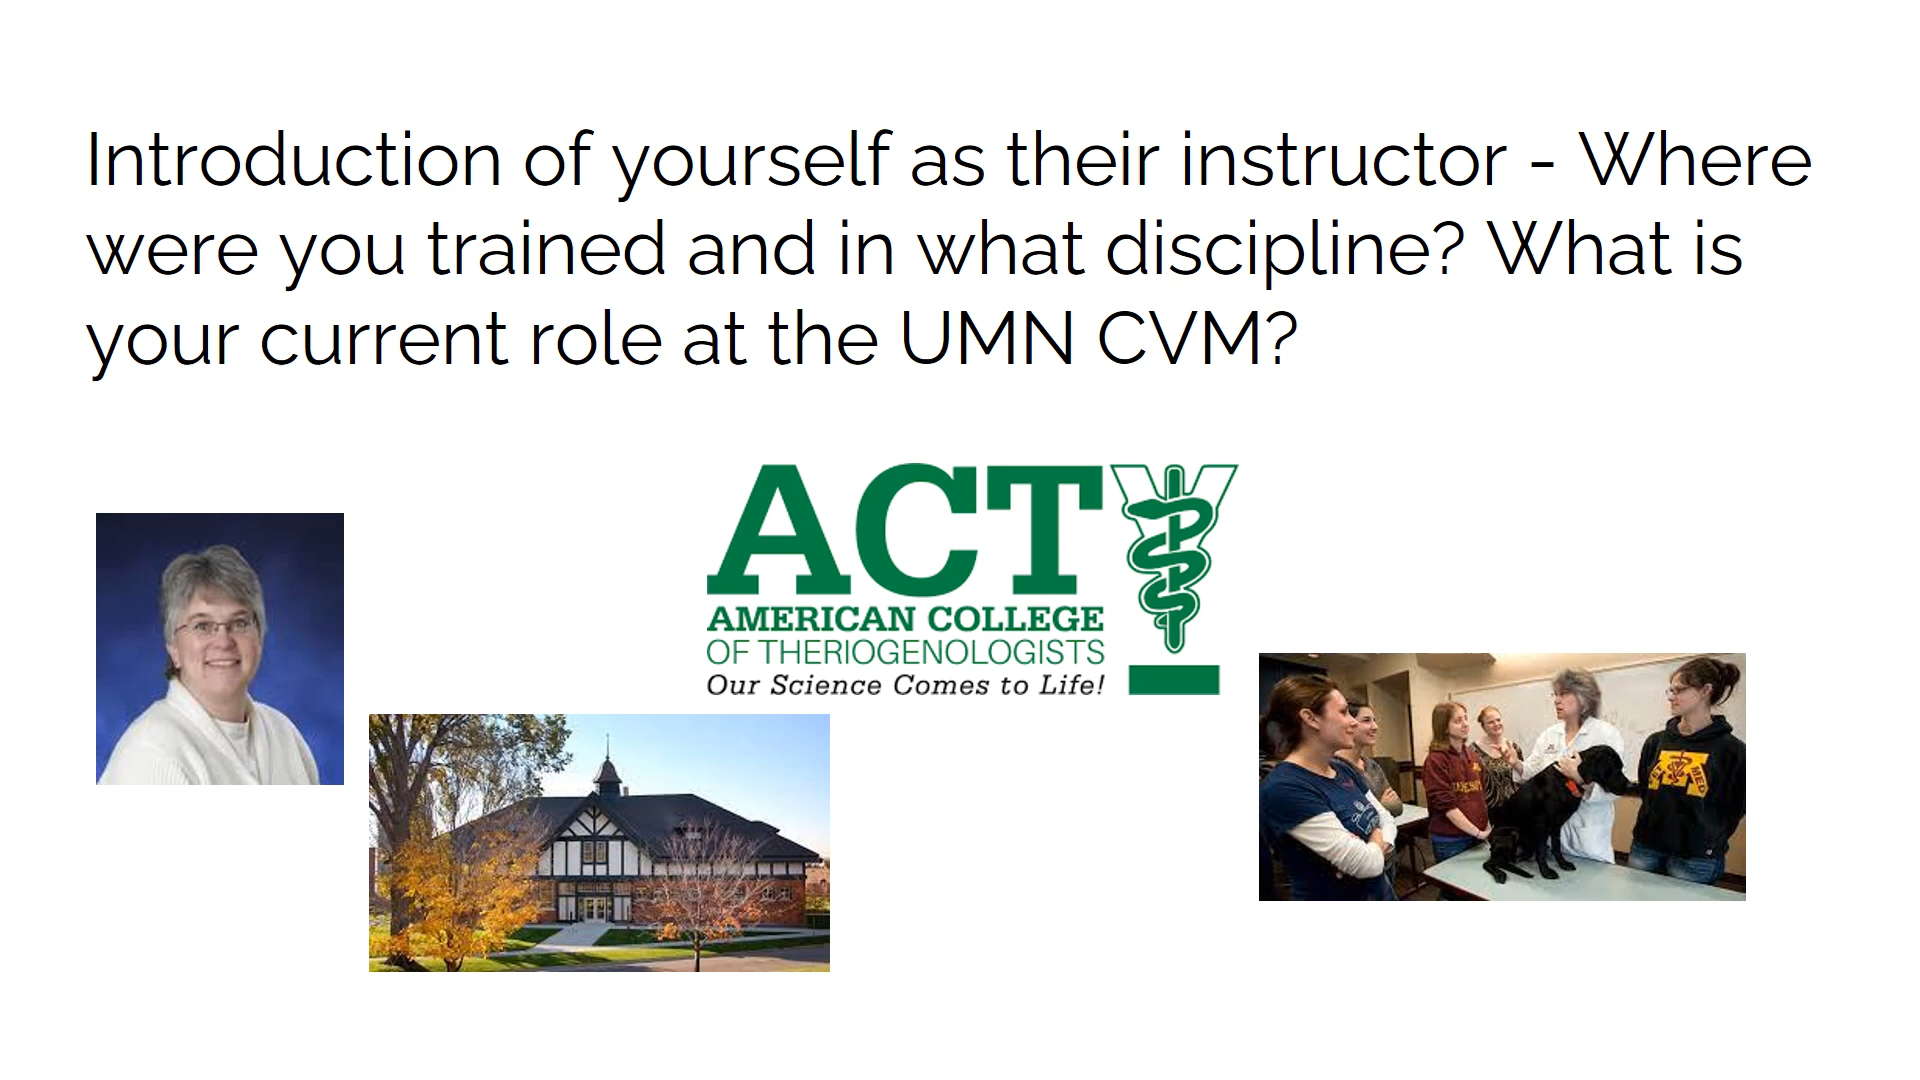 Introduction of yourself as their instructor - Where
were you trained and in what discipline? What is
your current role at the UMN CVM?
ACT V
AMERICAN COLLEGE
OF THERIOGENOLOGISTS
Our Science Comes to Life!
M
MED